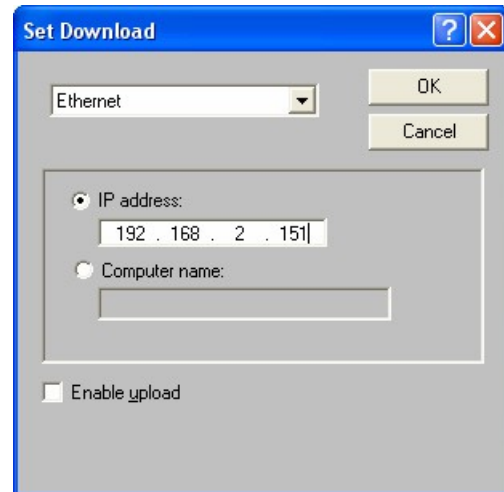 Set Download
Ethernet
OK
Cancel
IP address:
192 . 168 . 2 . 151
Computer name:
Enable upload